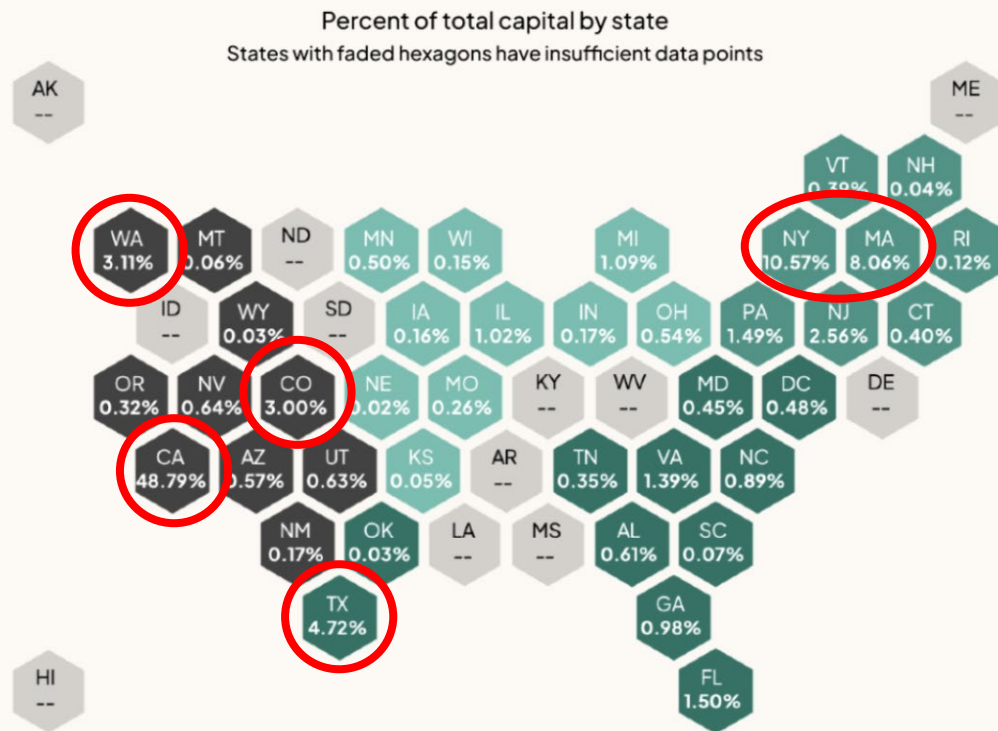 Percent of total capital by state
States with faded hexagons have insufficient data points
AK
--
ME
--
VT
0.39%
NH
0.04%
WA
3.11%
MT
0.06%
ND
--
MN
0.50%
WI
0.15%
MI
1.09%
NY
10.57%
MA
8.06%
RI
0.12%
ID
--
WY
0.03%
SD
--
IA
0.16%
IL
1.02%
IN
0.17%
OH
0.54%
PA
1.49%
NJ
2.56%
CT
0.40%
OR
0.32%
NV
0.64%
CO
3.00%
NE
0.02%
MO
0.26%
KY
--
WV
--
MD
0.45%
DC
0.48%
DE
--
CA
48.79%
AZ
0.57%
UT
0.63%
KS
0.05%
AR
--
TN
0.35%
VA
1.39%
NC
0.89%
NM
0.17%
OK
0.03%
LA
--
MS
--
AL
0.61%
SC
0.07%
TX
4.72%
GA
0.98%
HI
--
FL
1.50%